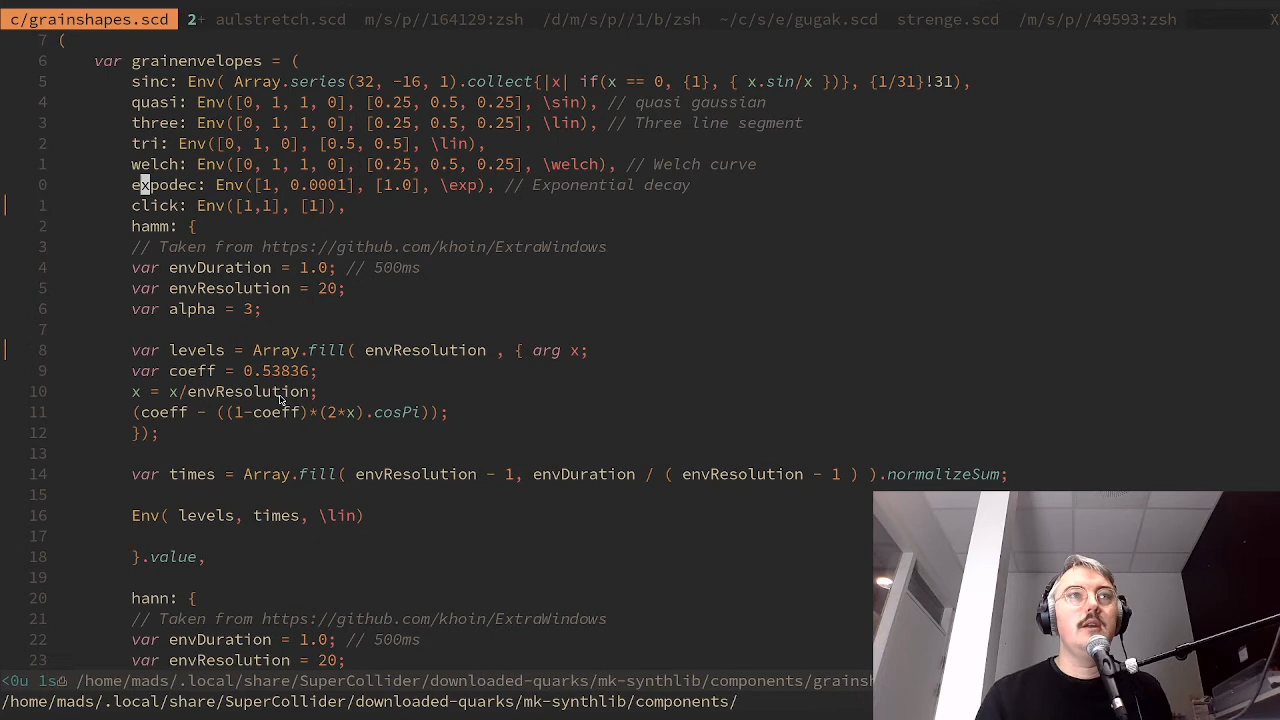 c/grainshapes.scd 2+ aulstretch.scd m/s/p//164129:zsh /d/m/s/p//1/b/zsh ~/c/s/e/gugak.scd strenge.scd /m/s/p//49593:zsh X
7 (
6 var grainenvelopes = (
5 sinc: Env( Array.series(32, -16, 1).collect{|x| if(x == 0, {1}, { x.sin/x })}, {1/31}!31),
4 quasi: Env([0, 1, 1, 0], [0.25, 0.5, 0.25], \sin), // quasi gaussian
3 three: Env([0, 1, 1, 0], [0.25, 0.5, 0.25], \lin), // Three line segment
2 tri: Env([0, 1, 0], [0.5, 0.5], \lin),
1 welch: Env([0, 1, 1, 0], [0.25, 0.5, 0.25], \welch), // Welch curve
0 expodec: Env([1, 0.0001], [1.0], \exp), // Exponential decay
1 click: Env([1,1], [1]),
2 hamm: {
3 // Taken from https://github.com/khoin/ExtraWindows
4 var envDuration = 1.0; // 500ms
5 var envResolution = 20;
6 var alpha = 3;
7
8 var levels = Array.fill( envResolution , { arg x;
9 var coeff = 0.53836;
10 x = x/envResolution;
11 (coeff - ((1-coeff)*(2*x).cosPi));
12 });
13
14 var times = Array.fill( envResolution - 1, envDuration / ( envResolution - 1 ) ).normalizeSum;
15
16 Env( levels, times, \lin)
17
18 }.value,
19
20 hann: {
21 // Taken from https://github.com/khoin/ExtraWindows
22 var envDuration = 1.0; // 500ms
23 var envResolution = 20;
<0u 1s /home/mads/.local/share/SuperCollider/downloaded-quarks/mk-synthlib/components/grainsh
/home/mads/.local/share/SuperCollider/downloaded-quarks/mk-synthlib/components/